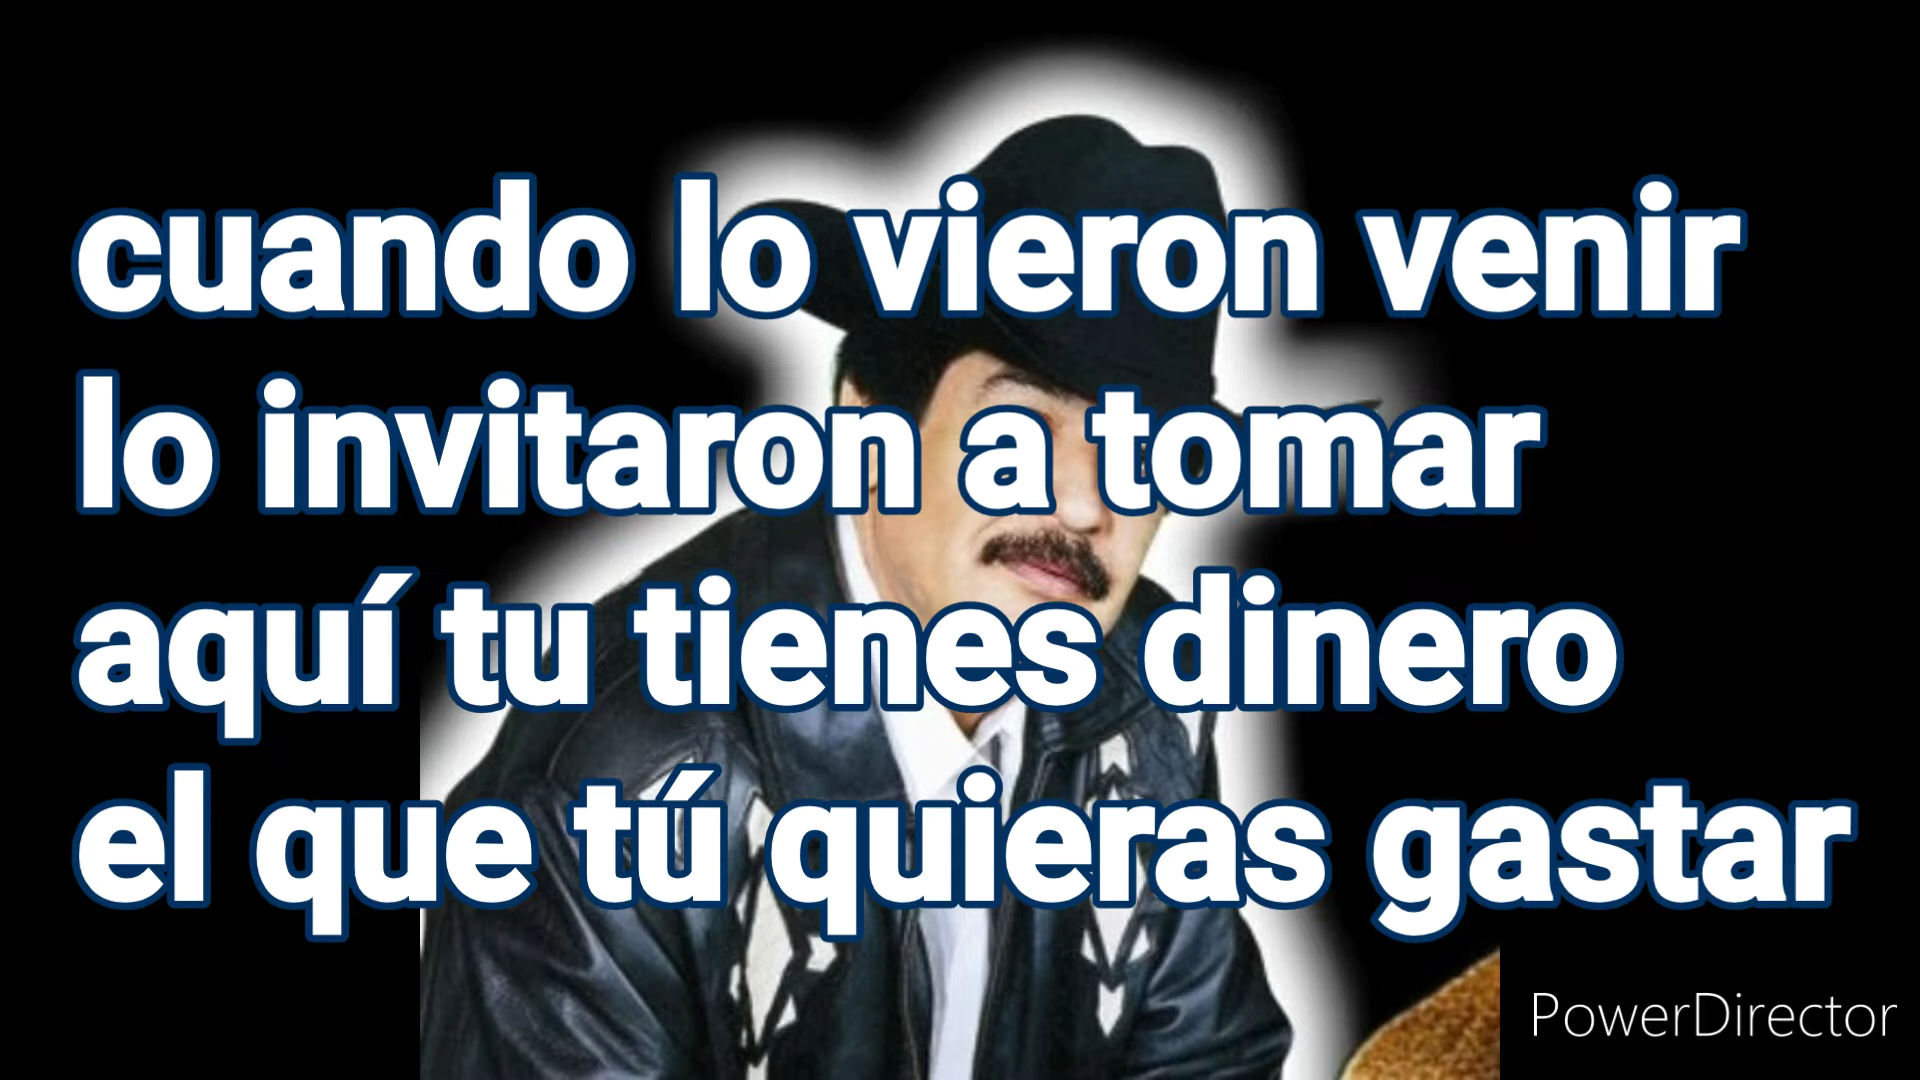 cuando lo vieron venir
lo invitaron a tomar
aquí tu tienes dinero
el que tú quieras gastar
PowerDirector